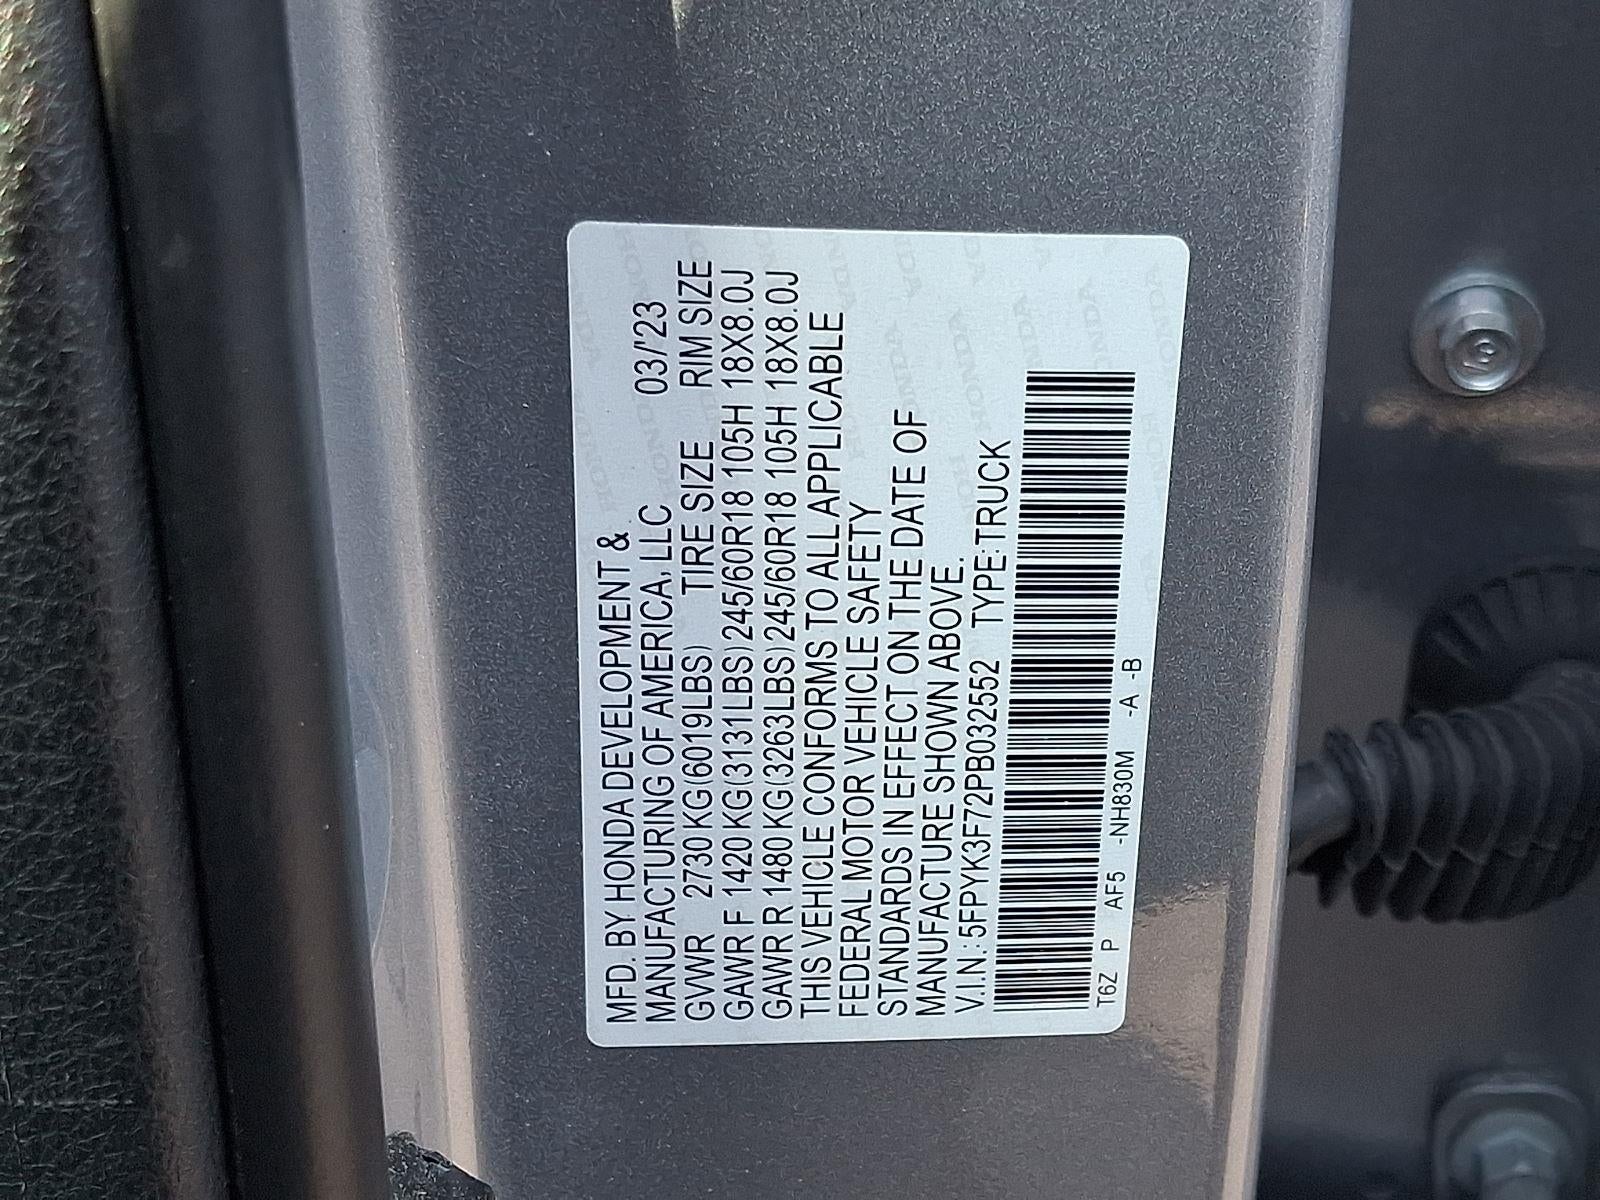 MFD. BY HONDA DEVELOPMENT &
MANUFACTURING OF AMERICA, LLC 03/'23
GVWR 2730 KG(6019LBS) TIRE SIZE RIM SIZE
GAWR F 1420 KG(3131LBS) 245/60R18 105H 18X8.0J
GAWR R 1480 KG(3263LBS) 245/60R18 105H 18X8.0J
THIS VEHICLE CONFORMS TO ALL APPLICABLE
FEDERAL MOTOR VEHICLE SAFETY
STANDARDS IN EFFECT ON THE DATE OF
MANUFACTURE SHOWN ABOVE.
V.I.N.: 5FPYK3F72PB032552 TYPE:TRUCK
T6Z P AF5 -NH830M -A -B